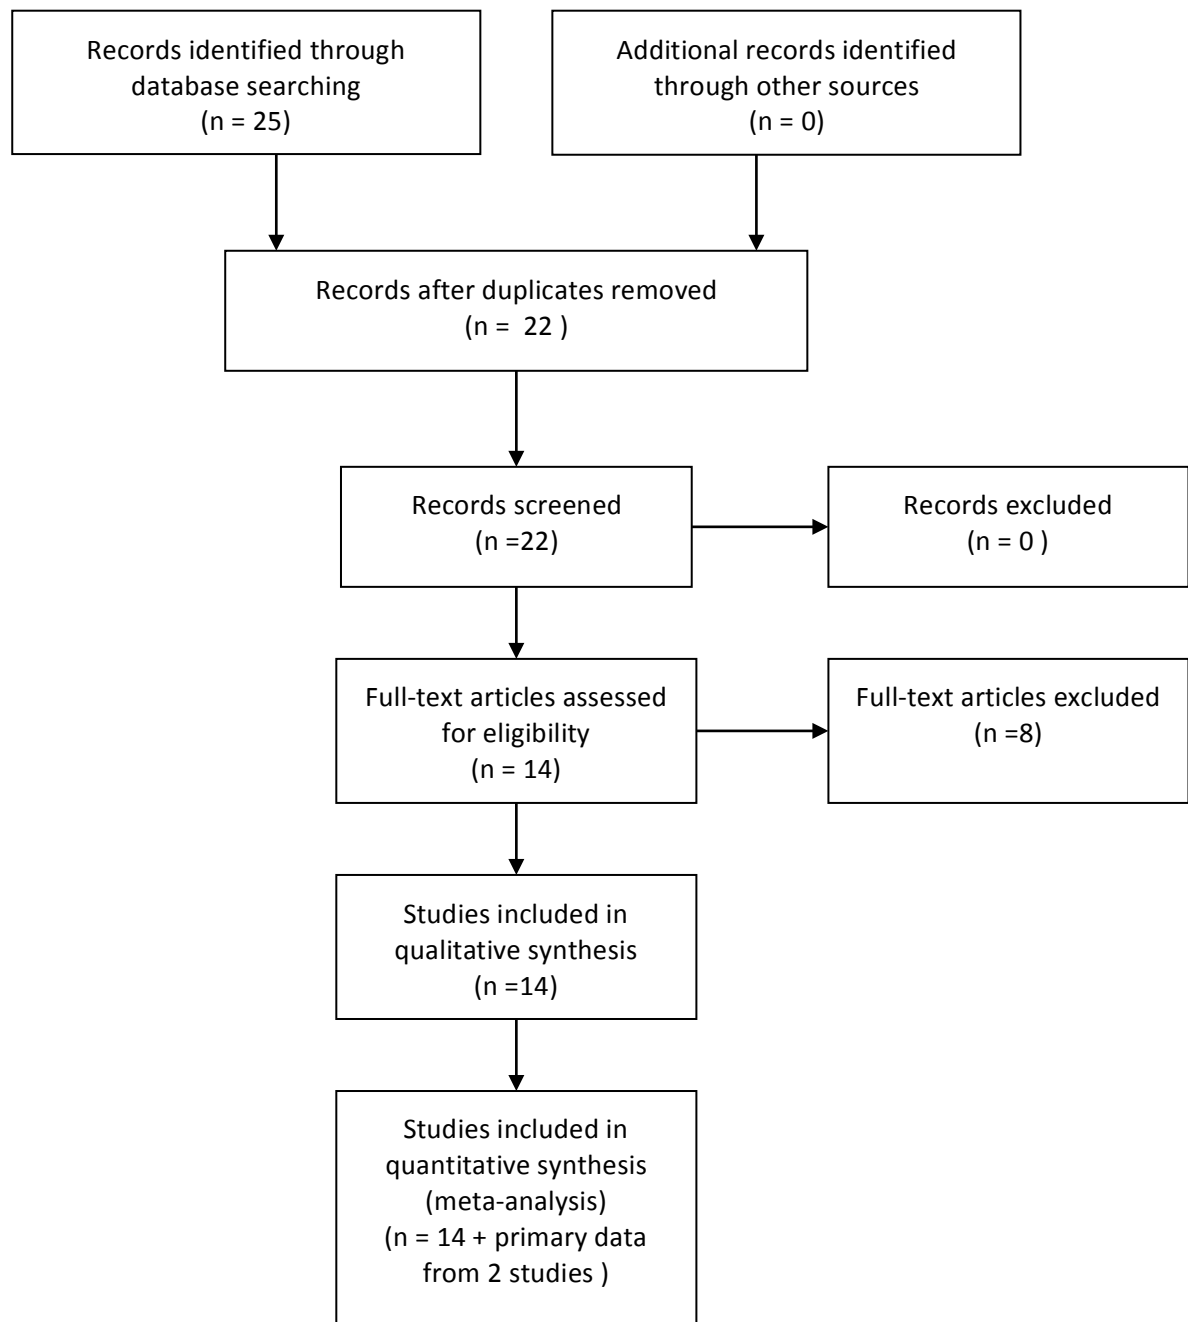 Records identified through
database searching
(n = 25)
Additional records identified
through other sources
(n = 0)
Records after duplicates removed
(n =  22 )
Records screened
(n =22)
Records excluded
(n = 0 )
Full-text articles assessed
for eligibility
(n = 14)
Full-text articles excluded
(n =8)
Studies included in
qualitative synthesis
(n =14)
Studies included in
quantitative synthesis
(meta-analysis)
(n = 14 + primary data
from 2 studies )